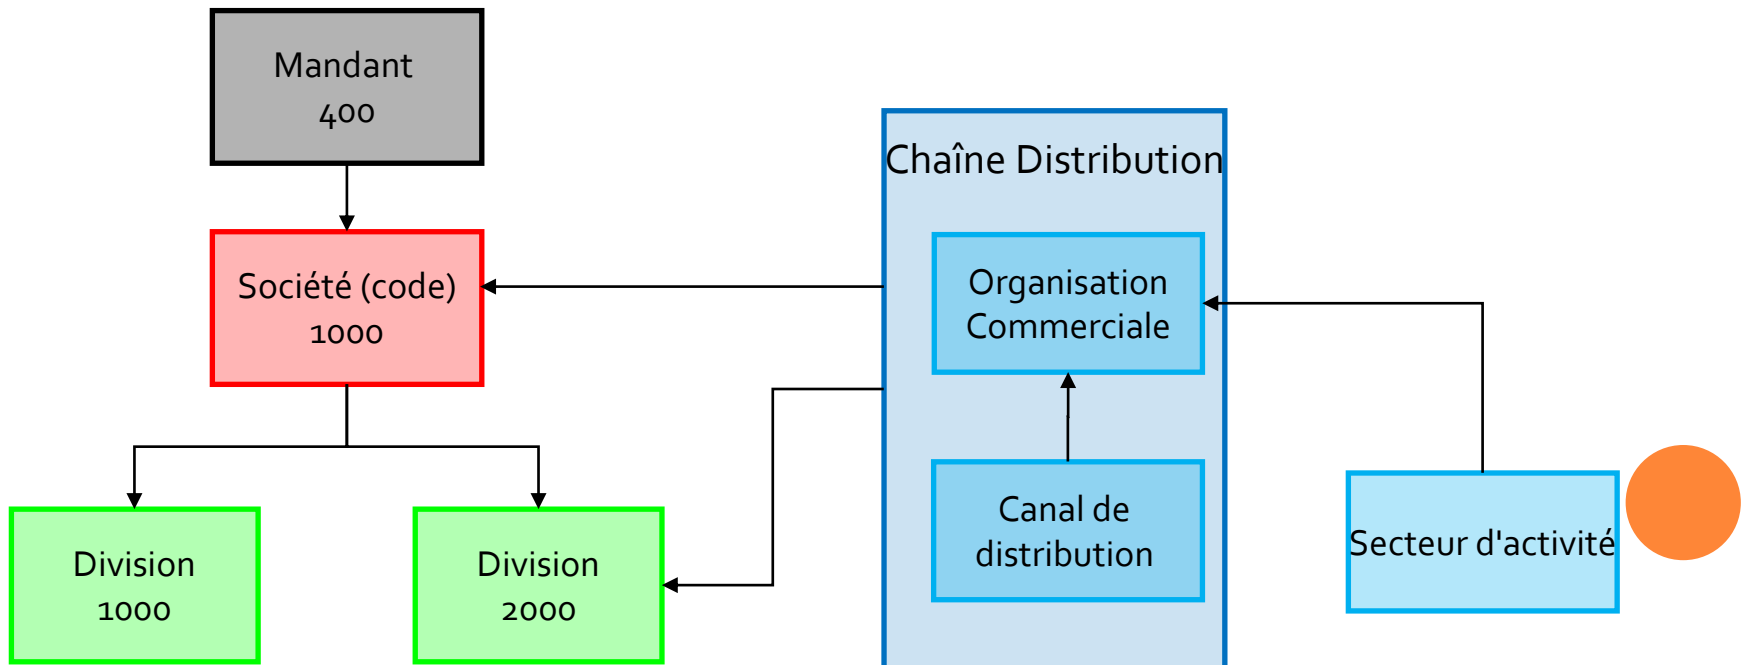 Mandant
400
Chaîne Distribution
Société (code)
1000
Organisation
Commerciale
Canal de
distribution
Secteur d'activité
Division
1000
Division
2000